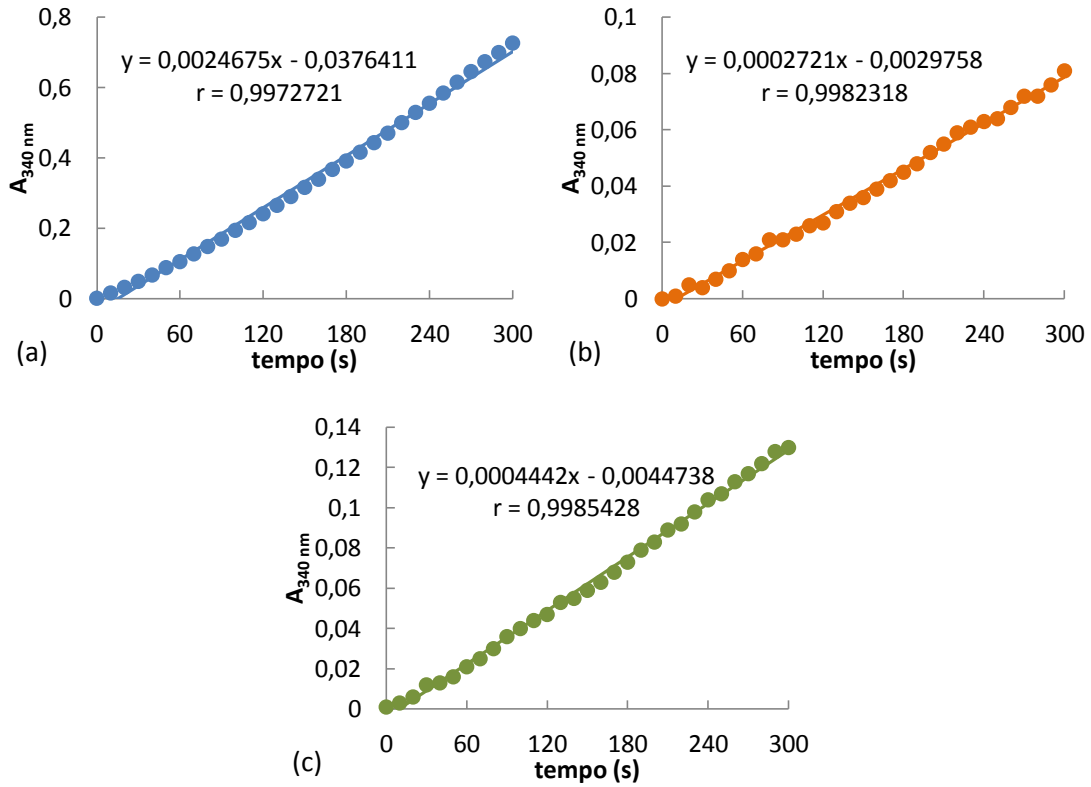 0,8
0,6
0,4
0,2
0
A340 nm
y = 0,0024675x - 0,0376411
r = 0,9972721
0 60 120 180 240 300
tempo (s)
(a)
0,1
0,08
0,06
0,04
0,02
0
A340 nm
y = 0,0002721x - 0,0029758
r = 0,9982318
0 60 120 180 240 300
tempo (s)
(b)
0,14
0,12
0,1
0,08
0,06
0,04
0,02
0
A340 nm
y = 0,0004442x - 0,0044738
r = 0,9985428
0 60 120 180 240 300
tempo (s)
(c)